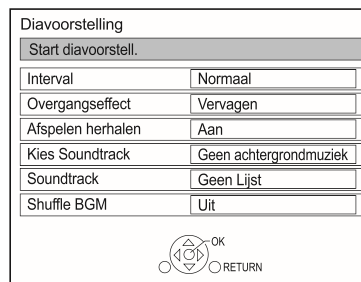 Diavoorstelling
Start diavoorstell.
Interval Normaal
Overgangseffect Vervagen
Afspelen herhalen Aan
Kies Soundtrack Geen achtergrondmuziek
Soundtrack Geen Lijst
Shuffle BGM Uit
OK
RETURN